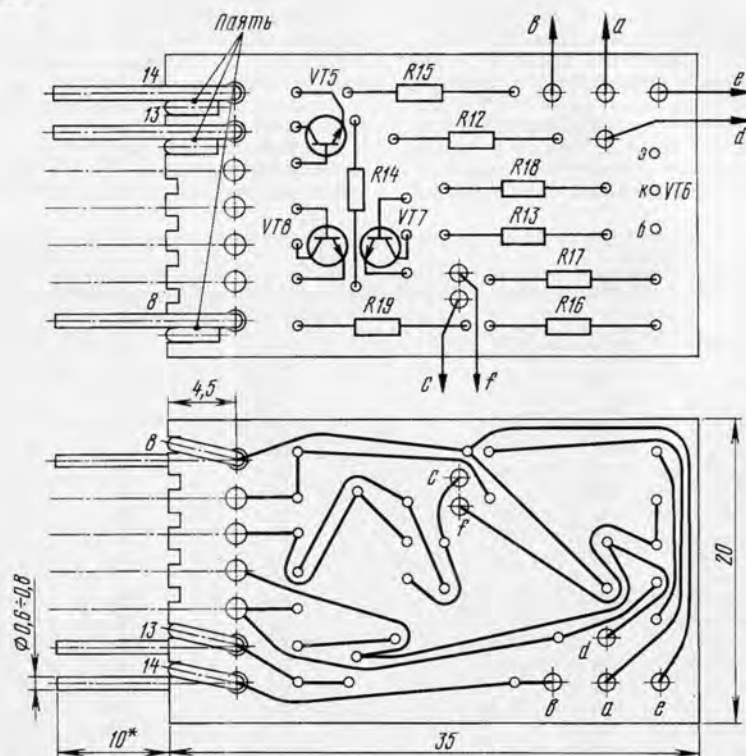 Паять
в
а
14
VT5
R15
е
13
R12
d
R14
R18
э
к
VT6
VT8
VT7
R13
б
R17
8
R19
R16
c
f
4,5
8
c
f
20
Ø0,6÷0,8
13
d
14
в
а
е
10*
35